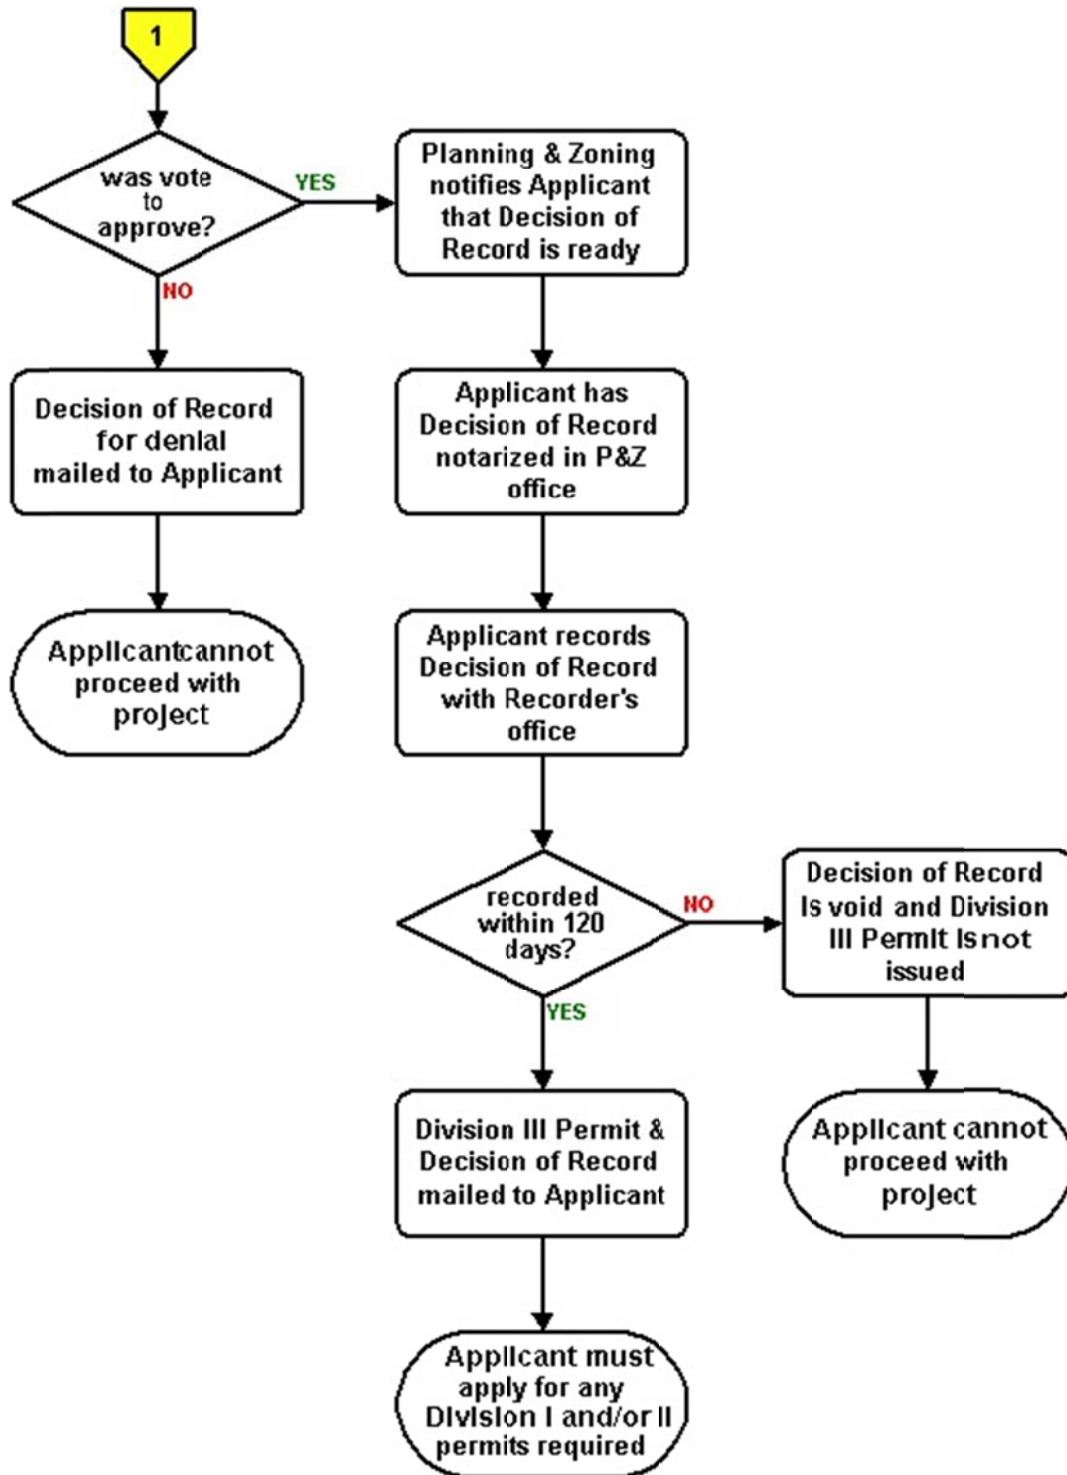 1
was vote
to
approve?
YES
NO
Planning & Zoning
notifies Applicant
that Decision of
Record is ready
Decision of Record
for denial
mailed to Applicant
Applicant has
Decision of Record
notarized in P&Z
office
Applicant cannot
proceed with
project
Applicant records
Decision of Record
with Recorder's
office
recorded
within 120
days?
NO
YES
Decision of Record
is void and Division
III Permit is not
issued
Division III Permit &
Decision of Record
mailed to Applicant
Applicant cannot
proceed with
project
Applicant must
apply for any
Division I and/or II
permits required